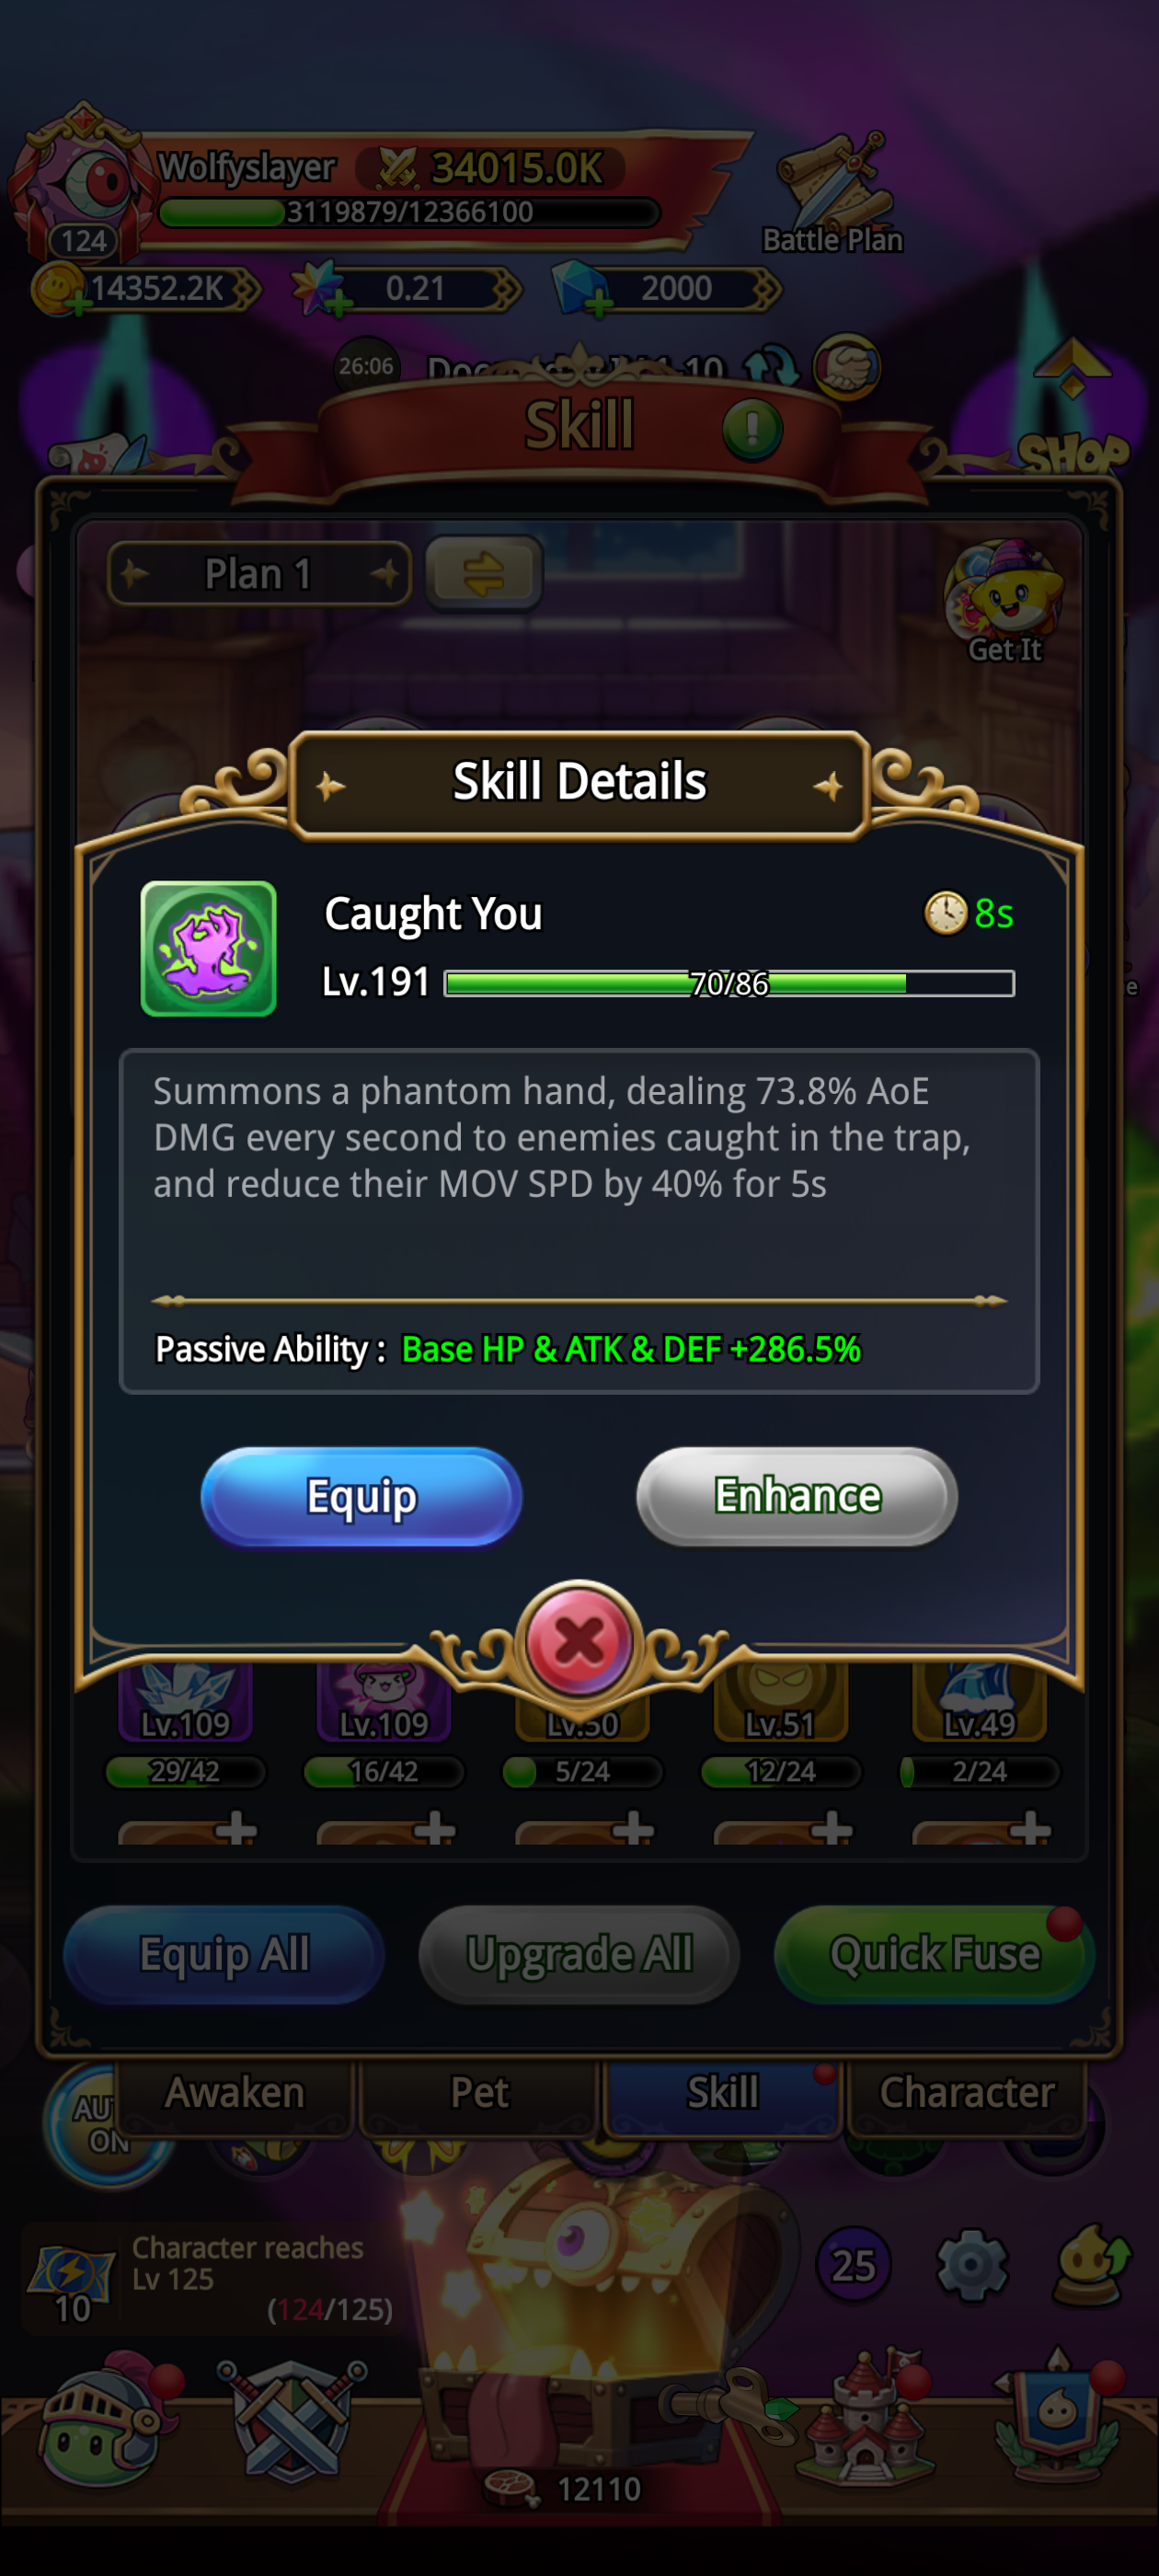 Wolfyslayer
34015.0K
3119879/12366100
124
Battle Plan
14352.2K
0.21
2000
26:06
Skill
SHOP
Plan 1
Get It
Skill Details
Caught You
8s
Lv.191
70/86
Summons a phantom hand, dealing 73.8% AoE
DMG every second to enemies caught in the trap,
and reduce their MOV SPD by 40% for 5s
Passive Ability : Base HP & ATK & DEF +286.5%
Equip
Enhance
Lv.109
Lv.109
Lv.50
Lv.51
Lv.49
29/42
16/42
5/24
12/24
2/24
Equip All
Upgrade All
Quick Fuse
Awaken
Pet
Skill
Character
ON
Character reaches
Lv 125
10
(124/125)
25
12110